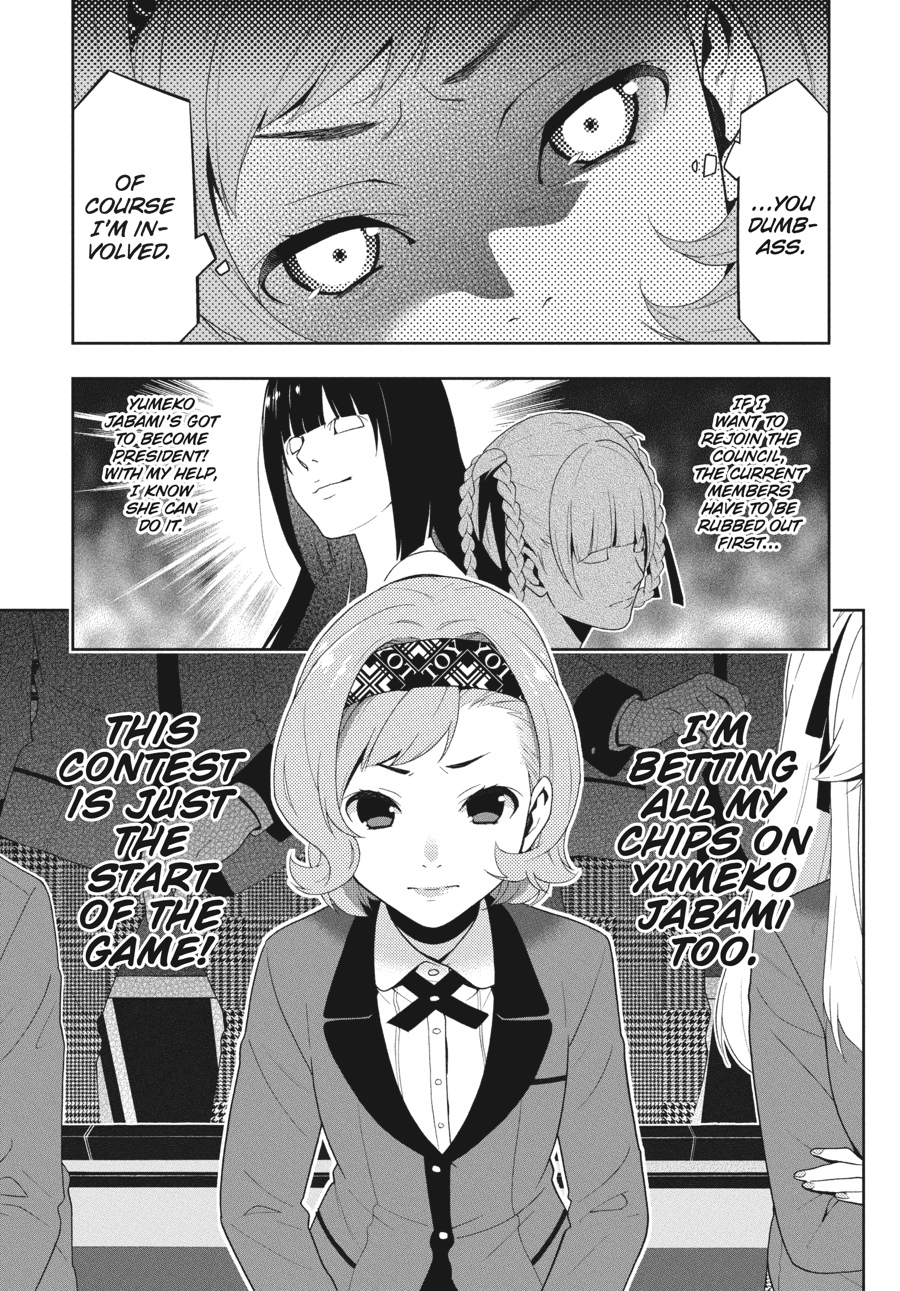 ...YOU
DUMB-
ASS.
OF
COURSE
I'M IN-
VOLVED.
IF I
WANT TO
REJOIN THE
COUNCIL,
THE CURRENT
MEMBERS
HAVE TO BE
RUBBED OUT
FIRST...
YUMEKO
JABAMI'S GOT
TO BECOME
PRESIDENT!
WITH MY HELP,
I KNOW
SHE CAN
DO IT.
I'M
BETTING
ALL MY
CHIPS ON
YUMEKO
JABAMI
TOO.
THIS
CONTEST
IS JUST
THE
START
OF THE
GAME!